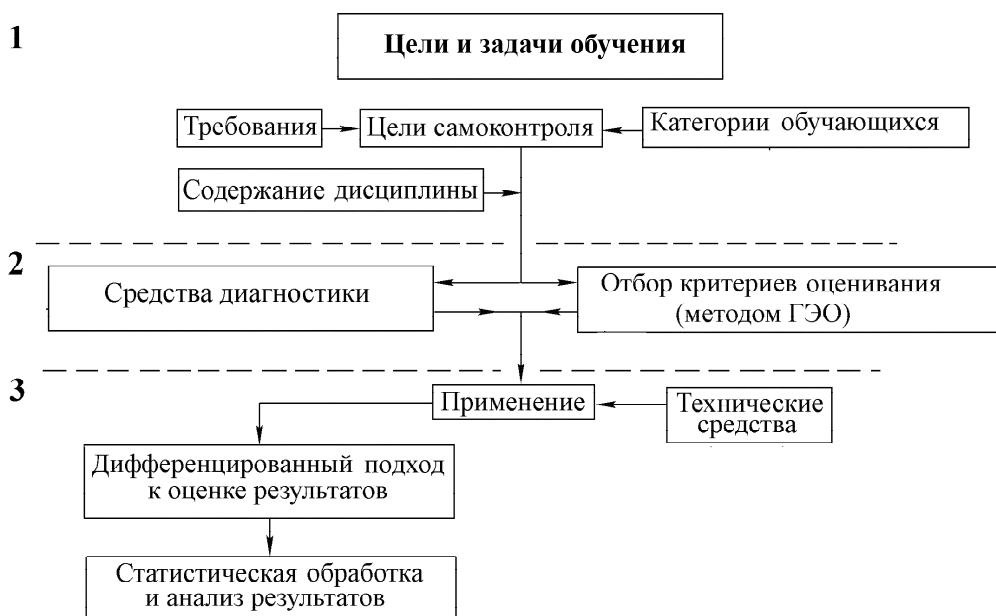 1
Цели и задачи обучения
Требования
Цели самоконтроля
Категории обучающихся
Содержание дисциплины
2
Средства диагностики
Отбор критериев оценивания
(методом ГЭО)
3
Применение
Технические
средства
Дифференцированный подход
к оценке результатов
Статистическая обработка
и анализ результатов